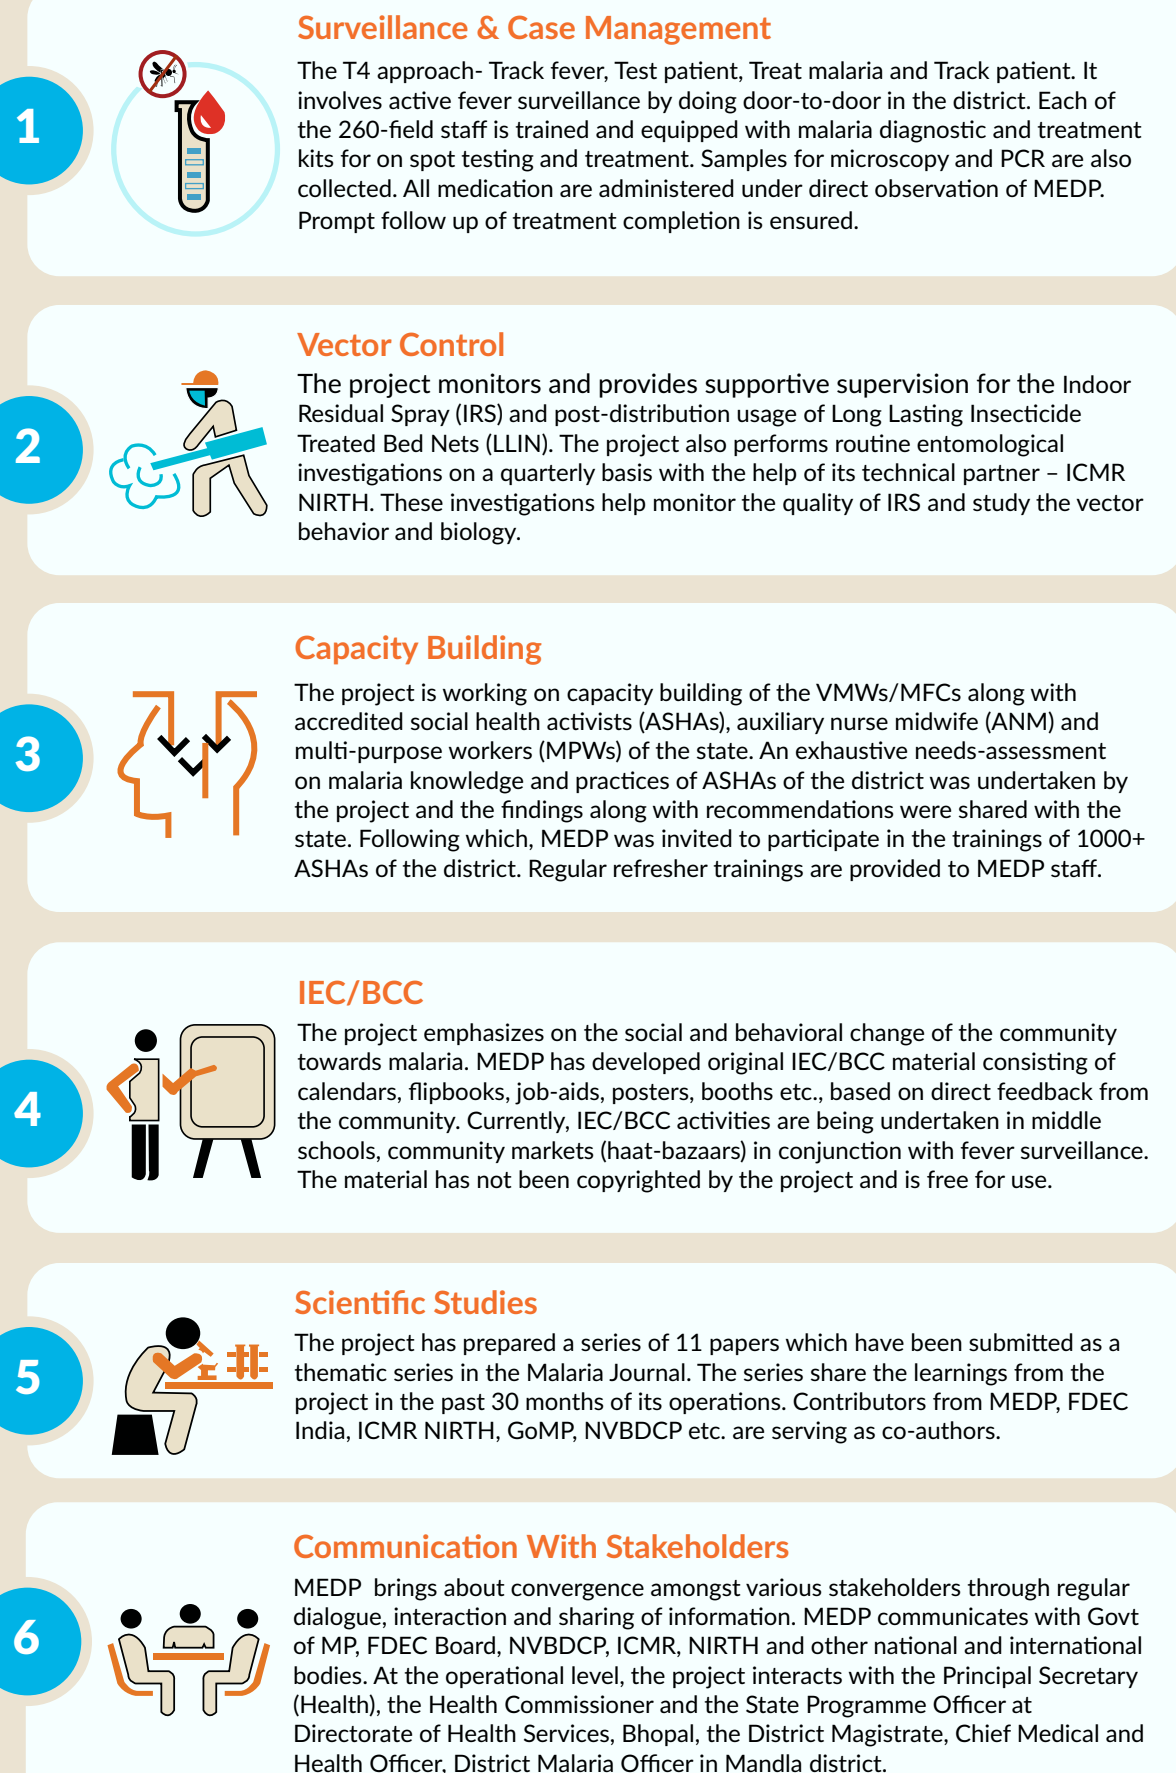 1
Surveillance & Case Management
The T4 approach- Track fever, Test patient, Treat malaria and Track patient. It
involves active fever surveillance by doing door-to-door in the district. Each of
the 260-field staff is trained and equipped with malaria diagnostic and treatment
kits for on spot testing and treatment. Samples for microscopy and PCR are also
collected. All medication are administered under direct observation of MEDP.
Prompt follow up of treatment completion is ensured.
2
Vector Control
The project monitors and provides supportive supervision for the Indoor
Residual Spray (IRS) and post-distribution usage of Long Lasting Insecticide
Treated Bed Nets (LLIN). The project also performs routine entomological
investigations on a quarterly basis with the help of its technical partner – ICMR
NIRTH. These investigations help monitor the quality of IRS and study the vector
behavior and biology.
3
Capacity Building
The project is working on capacity building of the VMWs/MFCs along with
accredited social health activists (ASHAs), auxiliary nurse midwife (ANM) and
multi-purpose workers (MPWs) of the state. An exhaustive needs-assessment
on malaria knowledge and practices of ASHAs of the district was undertaken by
the project and the findings along with recommendations were shared with the
state. Following which, MEDP was invited to participate in the trainings of 1000+
ASHAs of the district. Regular refresher trainings are provided to MEDP staff.
4
IEC/BCC
The project emphasizes on the social and behavioral change of the community
towards malaria. MEDP has developed original IEC/BCC material consisting of
calendars, flipbooks, job-aids, posters, booths etc., based on direct feedback from
the community. Currently, IEC/BCC activities are being undertaken in middle
schools, community markets (haat-bazaars) in conjunction with fever surveillance.
The material has not been copyrighted by the project and is free for use.
5
Scientific Studies
The project has prepared a series of 11 papers which have been submitted as a
thematic series in the Malaria Journal. The series share the learnings from the
project in the past 30 months of its operations. Contributors from MEDP, FDEC
India, ICMR NIRTH, GoMP, NVBDCP etc. are serving as co-authors.
6
Communication With Stakeholders
MEDP brings about convergence amongst various stakeholders through regular
dialogue, interaction and sharing of information. MEDP communicates with Govt
of MP, FDEC Board, NVBDCP, ICMR, NIRTH and other national and international
bodies. At the operational level, the project interacts with the Principal Secretary
(Health), the Health Commissioner and the State Programme Officer at
Directorate of Health Services, Bhopal, the District Magistrate, Chief Medical and
Health Officer, District Malaria Officer in Mandla district.